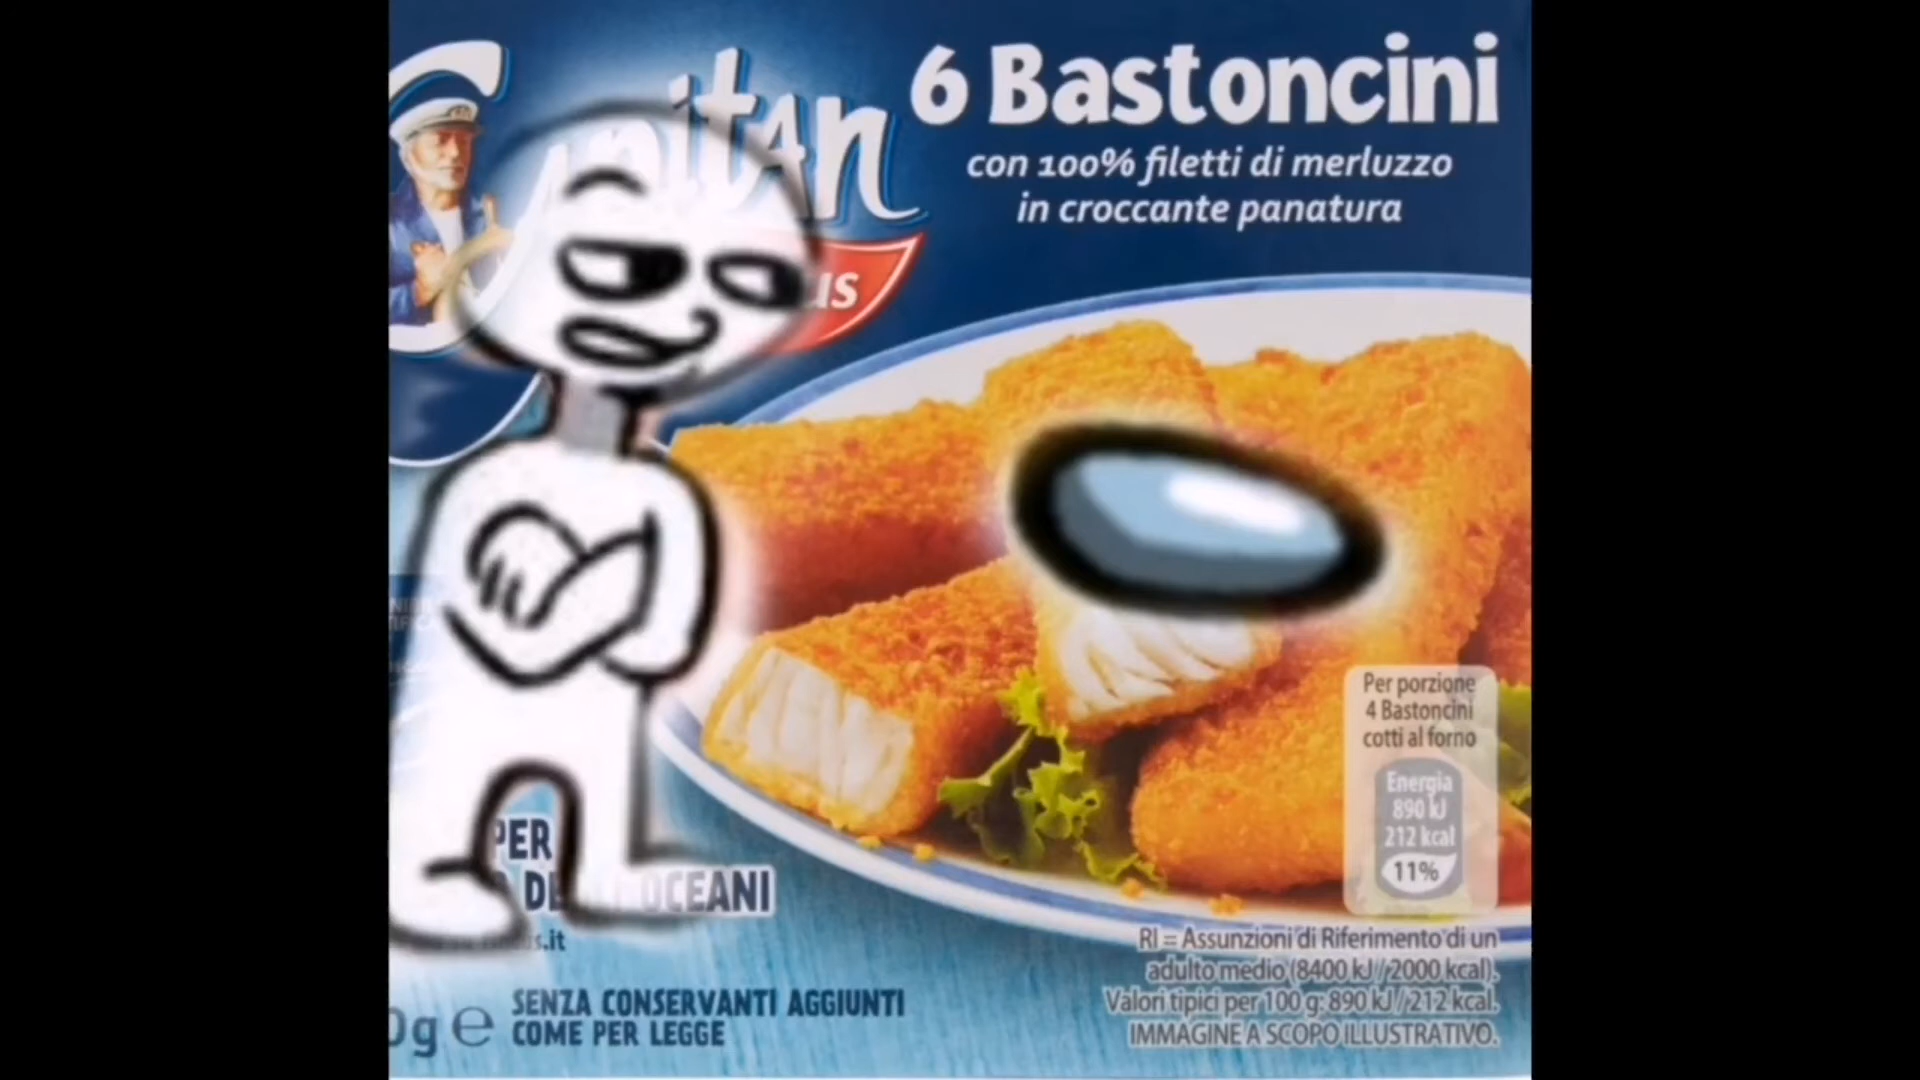 6 Bastoncini
con 100% filetti di merluzzo
in croccante panatura
Per porzione
4 Bastoncini
cotti al forno
Energia
890 kJ
212 kcal
11%
PER
OCEANI
SENZA CONSERVANTI AGGIUNTI
COME PER LEGGE
RI = Assunzioni di Riferimento di un
adulto medio (8400 kJ / 2000 kcal).
Valori tipici per 100 g: 890 kJ / 212 kcal.
IMMAGINE A SCOPO ILLUSTRATIVO.